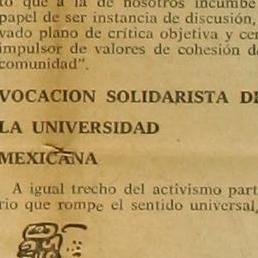 to que a la de nosotros incumbe
papel de ser instancia de discusión,
vado plano de crítica objetiva y cer
impulsor de valores de cohesión de
comunidad”.
VOCACION SOLIDARISTA DE
LA UNIVERSIDAD
MEXICANA
A igual trecho del activismo part
rio que rompe el sentido universal,